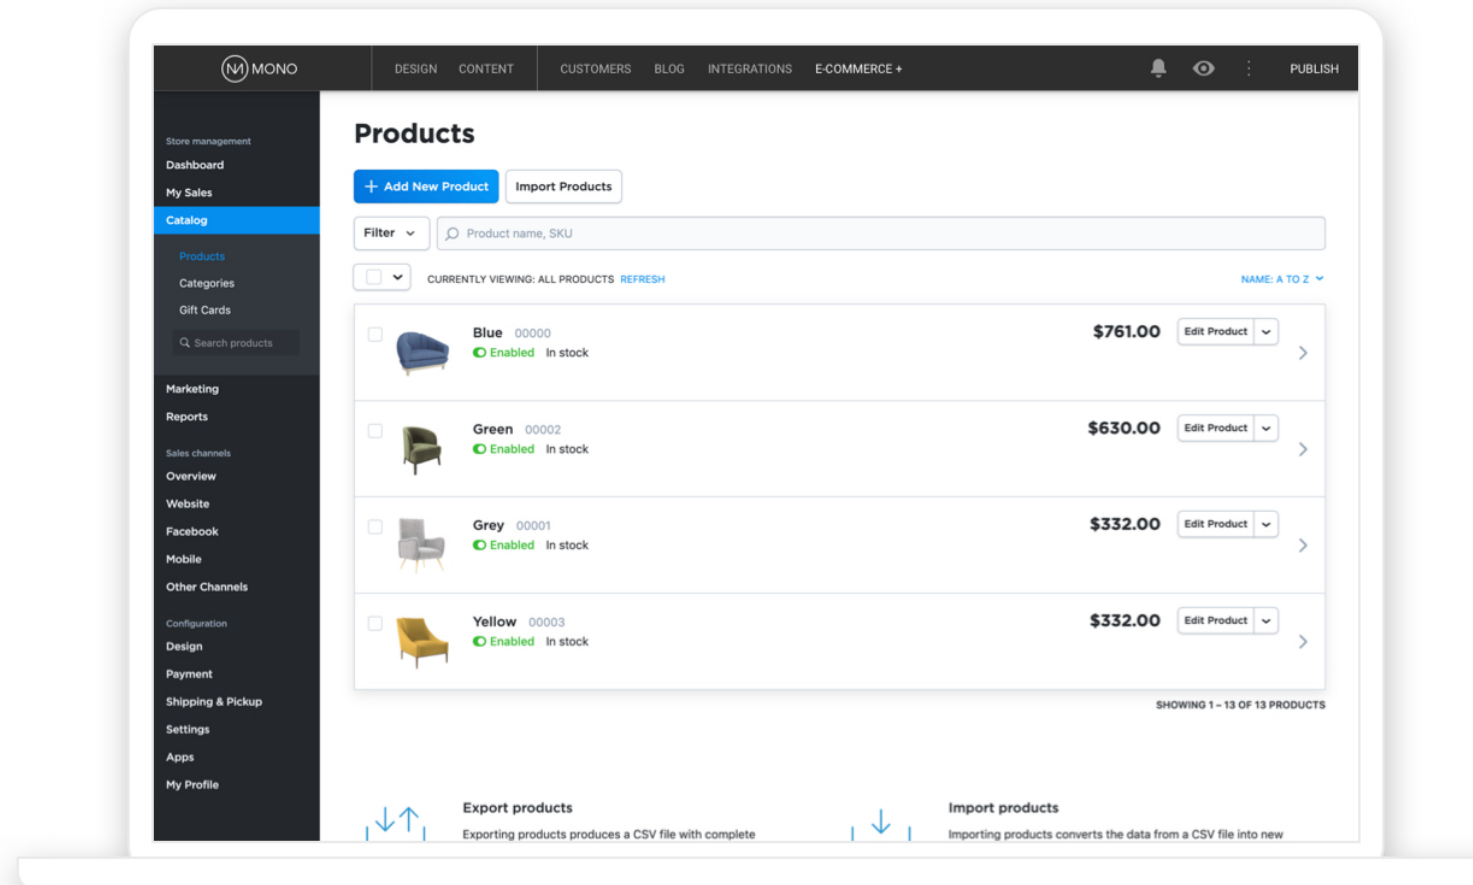 MONO
DESIGN CONTENT CUSTOMERS BLOG INTEGRATIONS E-COMMERCE + PUBLISH
Store management
Dashboard
My Sales
Catalog
Products
Categories
Gift Cards
Search products
Marketing
Reports
Sales channels
Overview
Website
Facebook
Mobile
Other Channels
Configuration
Design
Payment
Shipping & Pickup
Settings
Apps
My Profile
Products
+ Add New Product Import Products
Filter Product name, SKU
CURRENTLY VIEWING: ALL PRODUCTS REFRESH NAME: A TO Z
Blue 00000 $761.00 Edit Product
Enabled In stock
Green 00002 $630.00 Edit Product
Enabled In stock
Grey 00001 $332.00 Edit Product
Enabled In stock
Yellow 00003 $332.00 Edit Product
Enabled In stock
SHOWING 1 – 13 OF 13 PRODUCTS
Export products
Exporting products produces a CSV file with complete
Import products
Importing products converts the data from a CSV file into new